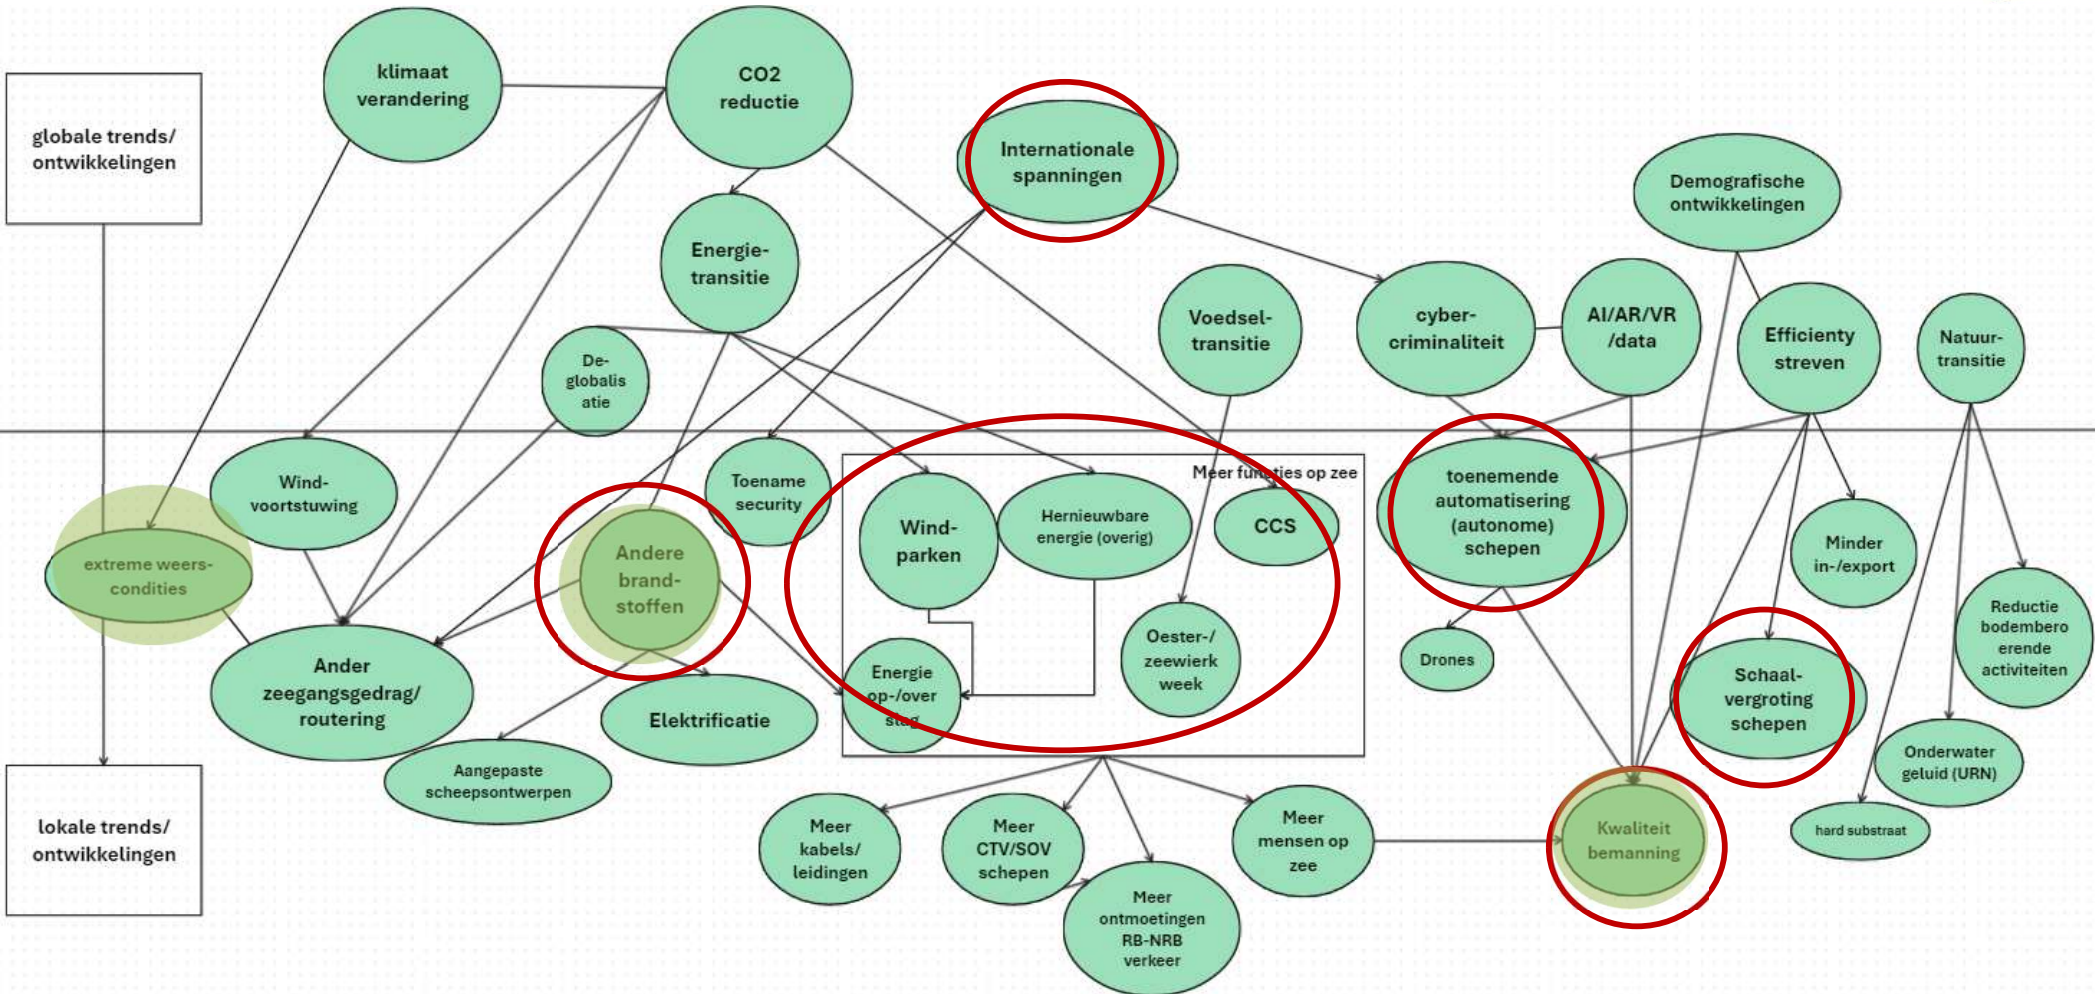 klimaat
verandering
CO2
reductie
globale trends/
ontwikkelingen
Internationale
spanningen
Demografische
ontwikkelingen
Energie-
transitie
Voedsel-
transitie
cyber-
criminaliteit
AI/AR/VR
/data
Efficienty
streven
Natuur-
transitie
De-
globalis
atie
Wind-
voortstuwing
Toename
security
Meer functies op zee
Wind-
parken
Hernieuwbare
energie (overig)
CCS
toenemende
automatisering
(autonome)
schepen
Minder
in-/export
extreme weers-
condities
Andere
brand-
stoffen
Reductie
bodembero
erende
activiteiten
Oester-/
zeewierk
week
Drones
Ander
zeegangsgedrag/
routering
Energie
op-/over
slag
Schaal-
vergroting
schepen
Elektrificatie
Aangepaste
scheepsontwerpen
Onderwater
geluid (URN)
lokale trends/
ontwikkelingen
Meer
kabels/
leidingen
Meer
CTV/SOV
schepen
Meer
mensen op
zee
Kwaliteit
bemanning
hard substraat
Meer
ontmoetingen
RB-NRB
verkeer